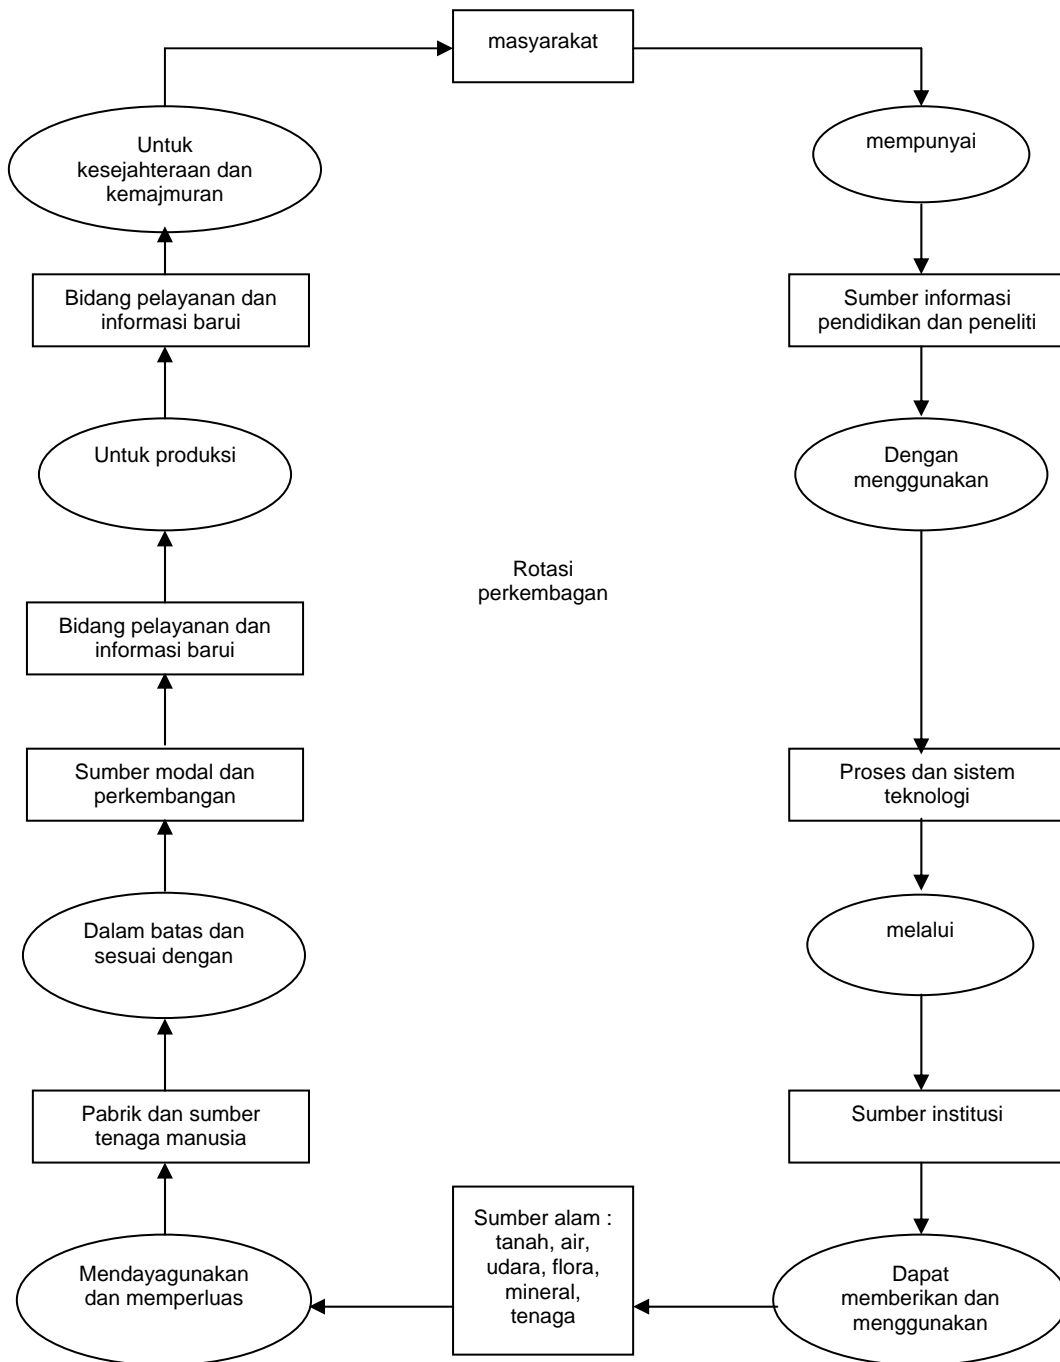 masyarakat
Untuk
kesejahteraan dan
kemajmuran
mempunyai
Bidang pelayanan dan
informasi barui
Sumber informasi
pendidikan dan peneliti
Untuk produksi
Dengan
menggunakan
Rotasi
perkembagan
Bidang pelayanan dan
informasi barui
Sumber modal dan
perkembangan
Proses dan sistem
teknologi
Dalam batas dan
sesuai dengan
melalui
Pabrik dan sumber
tenaga manusia
Sumber institusi
Sumber alam :
tanah, air,
udara, flora,
mineral,
tenaga
Mendayagunakan
dan memperluas
Dapat
memberikan dan
menggunakan